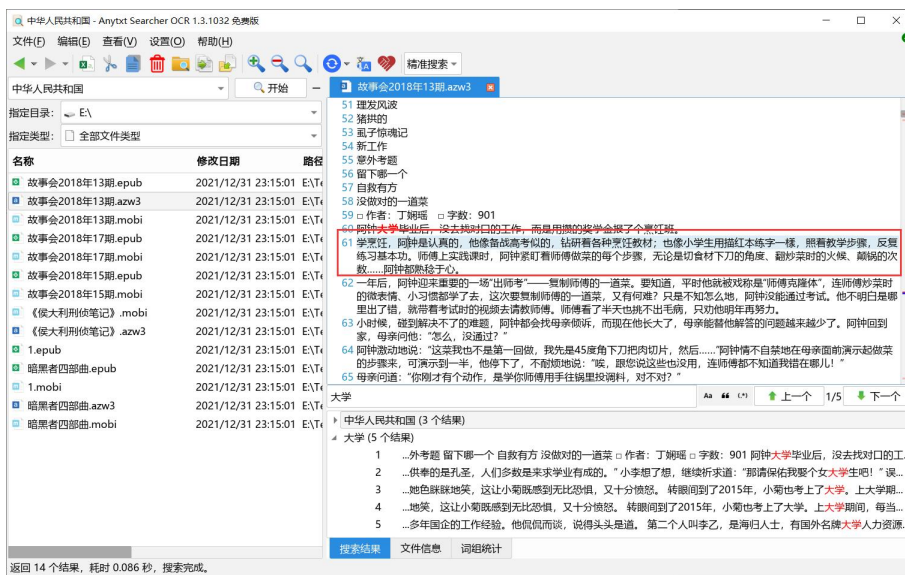 中华人民共和国 - Anytxt Searcher OCR 1.3.1032 免费版
文件(F) 编辑(E) 查看(V) 设置(O) 帮助(H)
精准搜索
中华人民共和国 开始
指定目录： E:\
指定类型： 全部文件类型
名称 修改日期 路径
故事会2018年13期.epub 2021/12/31 23:15:01 E:\Te
故事会2018年13期.azw3 2021/12/31 23:15:01 E:\Te
故事会2018年13期.mobi 2021/12/31 23:15:01 E:\Te
故事会2018年17期.epub 2021/12/31 23:15:01 E:\Te
故事会2018年17期.mobi 2021/12/31 23:15:01 E:\Te
故事会2018年15期.epub 2021/12/31 23:15:01 E:\Te
故事会2018年15期.mobi 2021/12/31 23:15:01 E:\Te
《侯大利刑侦笔记》.mobi 2021/12/31 23:15:01 E:\Te
《侯大利刑侦笔记》.azw3 2021/12/31 23:15:01 E:\Te
1.epub 2021/12/31 23:15:01 E:\Te
暗黑者四部曲.epub 2021/12/31 23:15:01 E:\Te
1.mobi 2021/12/31 23:15:01 E:\Te
暗黑者四部曲.azw3 2021/12/31 23:15:01 E:\Te
暗黑者四部曲.mobi 2021/12/31 23:15:01 E:\Te
故事会2018年13期.azw3
51 理发风波
52 猪拱的
53 虱子惊魂记
54 新工作
55 意外考题
56 留下哪一个
57 自救有方
58 没做对的一道菜
59 □ 作者：丁娴瑶 □ 字数：901
60 阿钟大学毕业后，没去找对口的工作，而是用攒的奖学金报了个烹饪班。
61 学烹饪，阿钟是认真的，他像备战高考似的，钻研着各种烹饪教材；也像小学生用描红本练字一样，照着教学步骤，反复
练习基本功。师傅上实践课时，阿钟紧盯着师傅做菜的每个步骤，无论是切食材下刀的角度、翻炒菜时的火候、颠锅的次
数……阿钟都熟稔于心。
62 一年后，阿钟迎来重要的一场“出师考”——复制师傅的一道菜。要知道，平时他就被戏称是“师傅克隆体”，连师傅炒菜时
的微表情、小习惯都学了去，这次要复制师傅的一道菜，又有何难？只是不知怎么地，阿钟没能通过考试。他不明白是哪
里出了错，就带着考试时的视频去请教师傅。师傅看了半天也挑不出毛病，只劝他明年再努力。
63 小时候，碰到解决不了的难题，阿钟都会找母亲倾诉，而现在他长大了，母亲能替他解答的问题越来越少了。阿钟回到
家，母亲问他：“怎么，没通过？”
64 阿钟激动地说：“这菜我也不是第一回做，我先是45度角下刀把肉切片，然后……”阿钟情不自禁地在母亲面前演示起做菜
的步骤来，可演示到一半，他停下了，不耐烦地说：“唉，跟您说这些也没用，连师傅都不知道我错在哪儿！”
65 母亲问道：“你刚才有个动作，是学你师傅用手往锅里投调料，对不对？”
大学 Aa (.*) 上一个 1/5 下一个
中华人民共和国 (3 个结果)
大学 (5 个结果)
1 ...外考题 留下哪一个 自救有方 没做对的一道菜 □ 作者：丁娴瑶 □ 字数：901 阿钟大学毕业后，没去找对口的工...
2 ...供奉的是孔圣，人们多数是来求学业有成的。”小李想了想，继续祈求道：“那请保佑我娶个女大学生吧！”误...
3 ...她色眯眯地笑，这让小菊既感到无比恐惧，又十分愤怒。 转眼间到了2015年，小菊也考上了大学。上大学期...
4 ...地笑，这让小菊既感到无比恐惧，又十分愤怒。 转眼间到了2015年，小菊也考上了大学。上大学期间，每当...
5 ...多年国企的工作经验。他侃侃而谈，说得头头是道。 第二个人叫李乙，是海归人士，有国外名牌大学人力资源...
搜索结果 文件信息 词组统计
返回 14 个结果，耗时 0.086 秒，搜索完成。